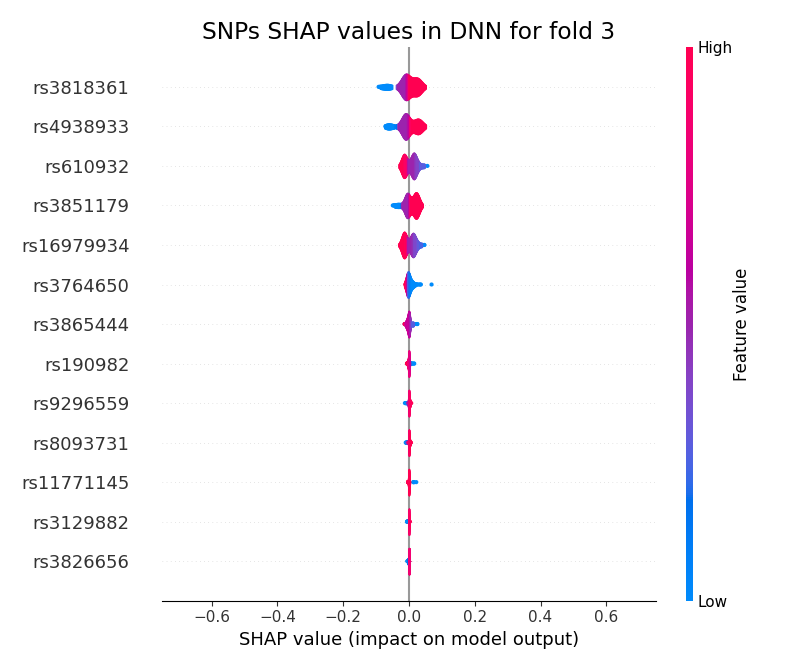 SNPs SHAP values in DNN for fold 3
High
rs3818361
rs4938933
rs610932
rs3851179
rs16979934
rs3764650
rs3865444
rs190982
rs9296559
rs8093731
rs11771145
rs3129882
rs3826656
Feature value
Low
−0.6 −0.4 −0.2 0.0 0.2 0.4 0.6
SHAP value (impact on model output)